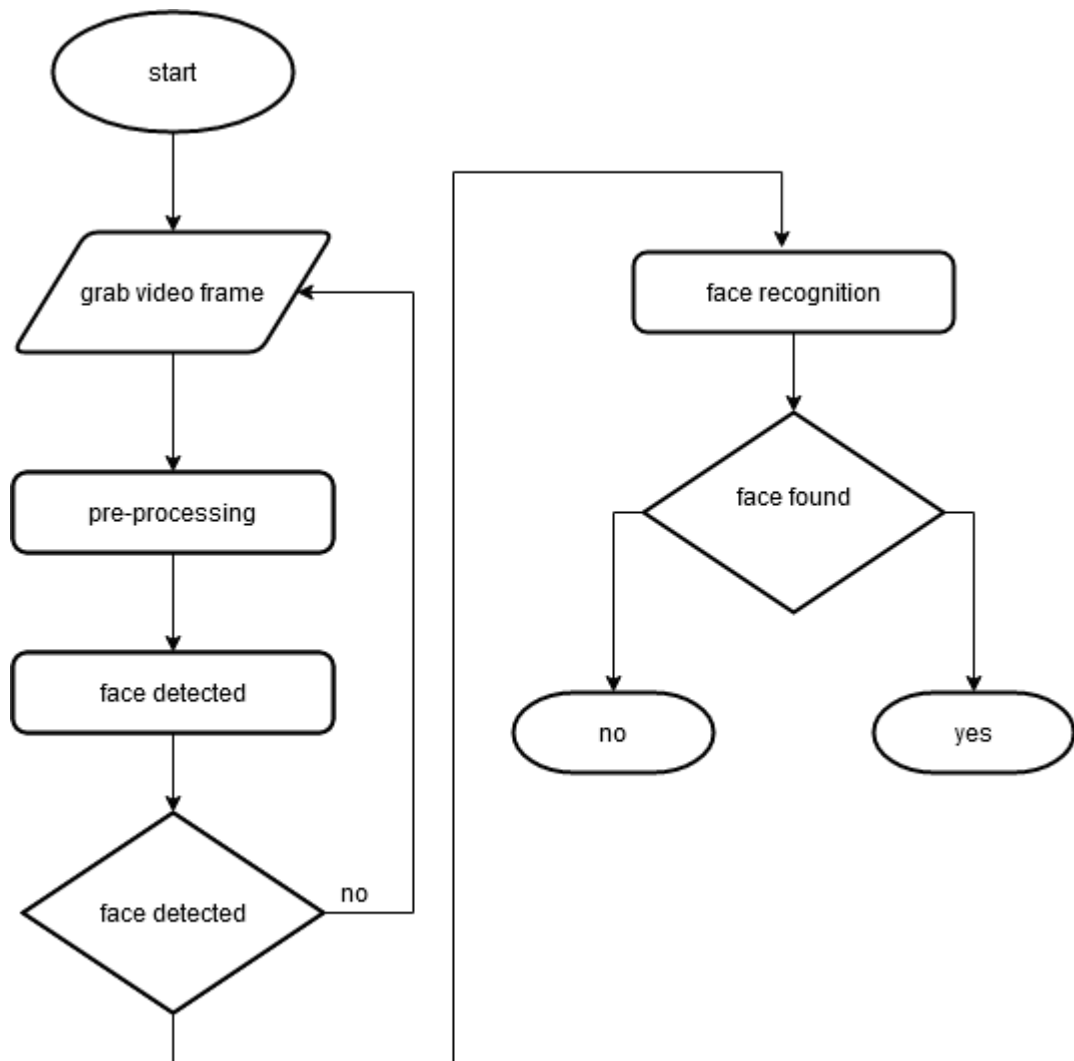 start
grab video frame
pre-processing
face detected
face detected
no
face recognition
face found
no
yes